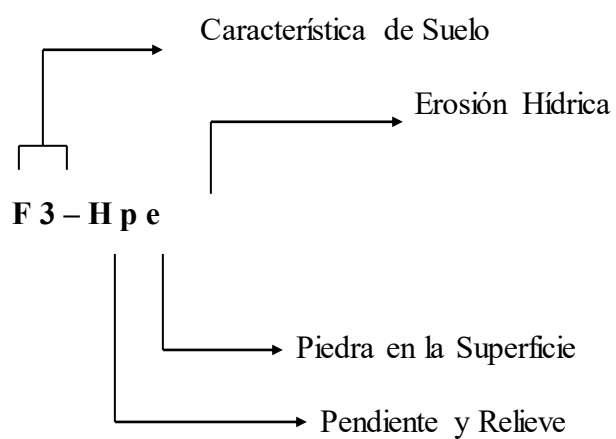 Característica de Suelo
Erosión Hídrica
F 3 – H p e
Piedra en la Superficie
Pendiente y Relieve